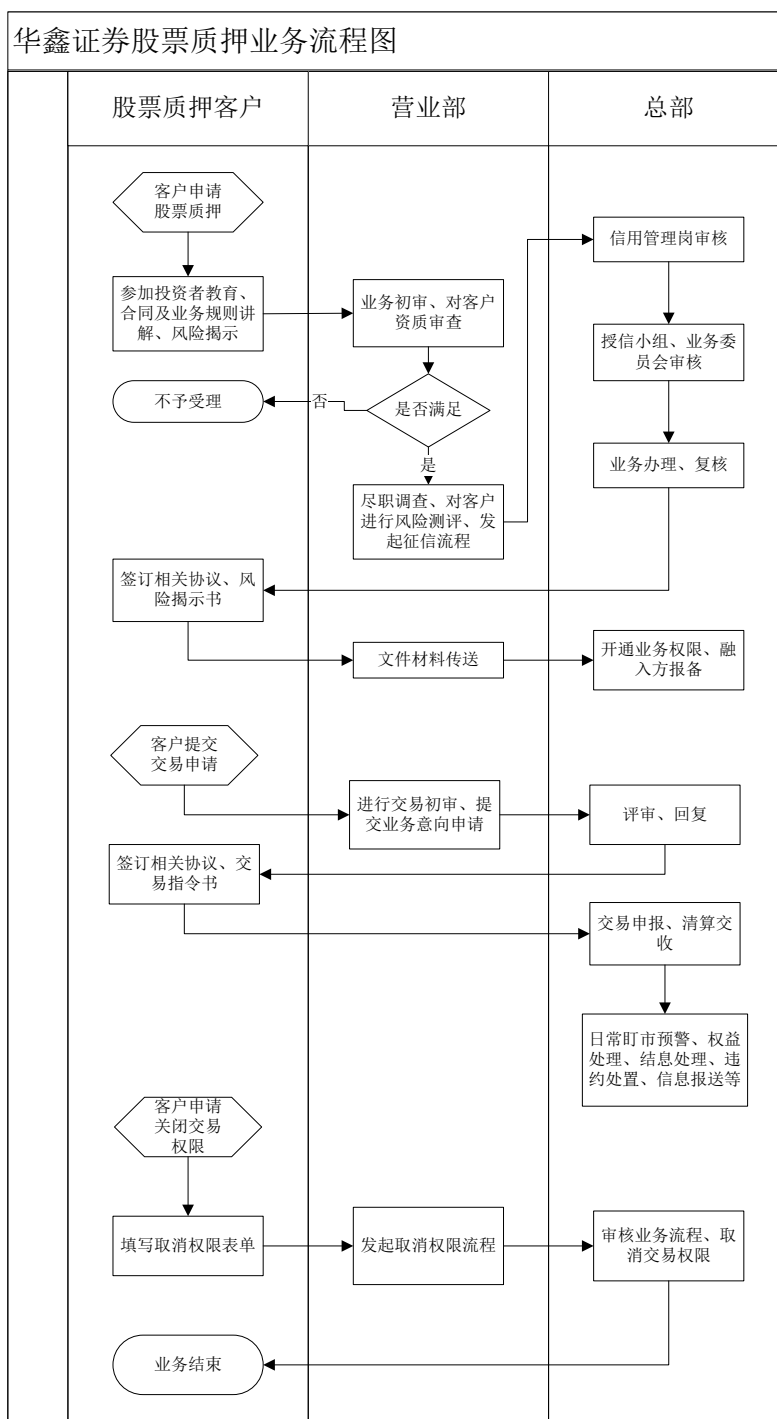 华鑫证券股票质押业务流程图
股票质押客户
营业部
总部
客户申请
股票质押
信用管理岗审核
参加投资者教育、
合同及业务规则讲
解、风险揭示
业务初审、对客户
资质审查
授信小组、业务委
员会审核
不予受理
否
是否满足
是
业务办理、复核
尽职调查、对客户
进行风险测评、发
起征信流程
签订相关协议、风
险揭示书
文件材料传送
开通业务权限、融
入方报备
客户提交
交易申请
进行交易初审、提
交业务意向申请
评审、回复
签订相关协议、交
易指令书
交易申报、清算交
收
日常盯市预警、权益
处理、结息处理、违
约处置、信息报送等
客户申请
关闭交易
权限
填写取消权限表单
发起取消权限流程
审核业务流程、取
消交易权限
业务结束